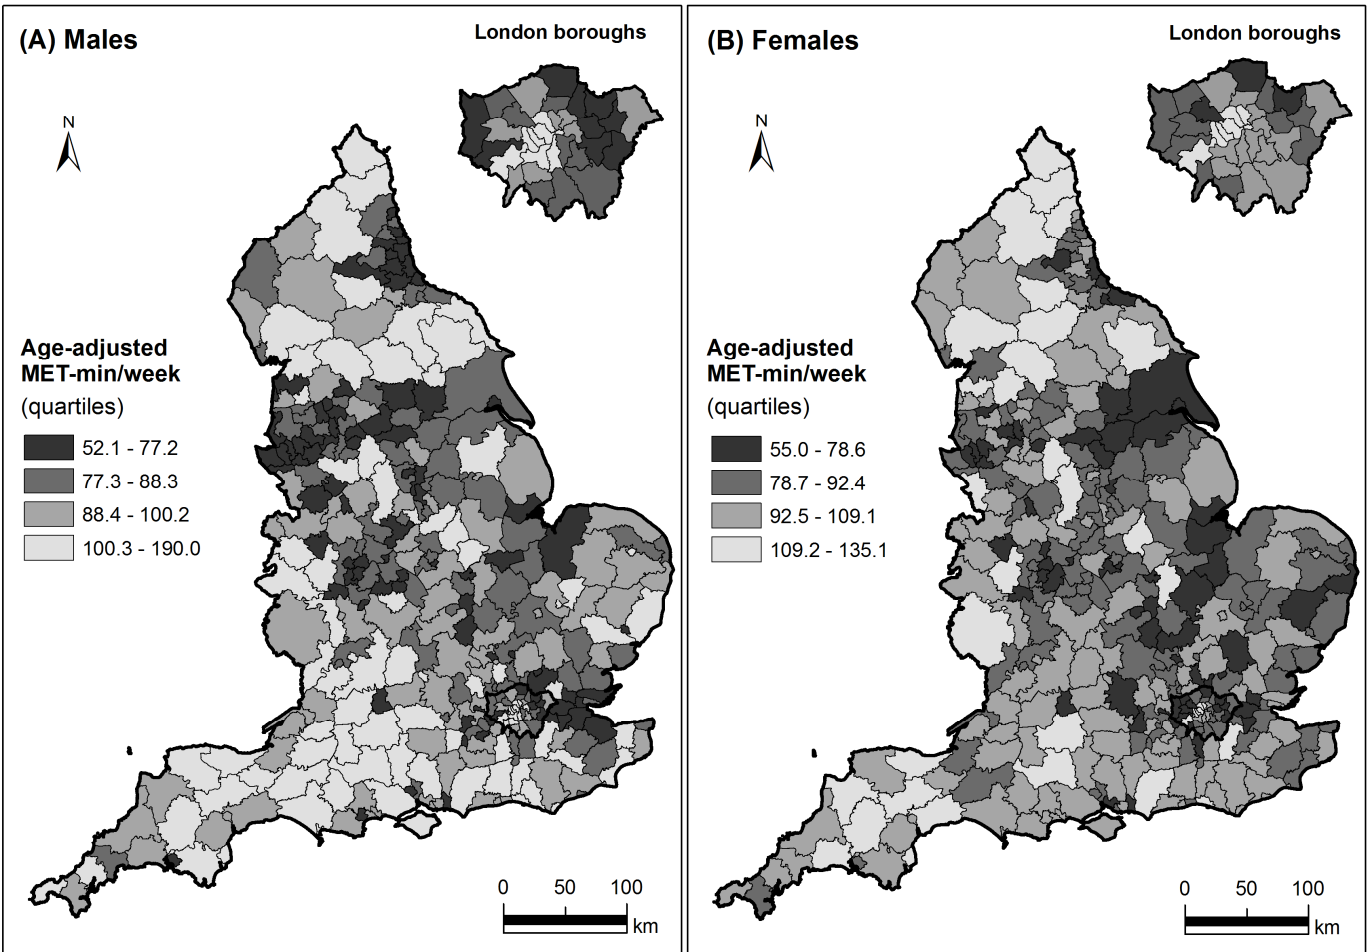 (A) Males
London boroughs
N
Age-adjusted
MET-min/week
(quartiles)
52.1 - 77.2
77.3 - 88.3
88.4 - 100.2
100.3 - 190.0
0 50 100
km
(B) Females
London boroughs
N
Age-adjusted
MET-min/week
(quartiles)
55.0 - 78.6
78.7 - 92.4
92.5 - 109.1
109.2 - 135.1
0 50 100
km